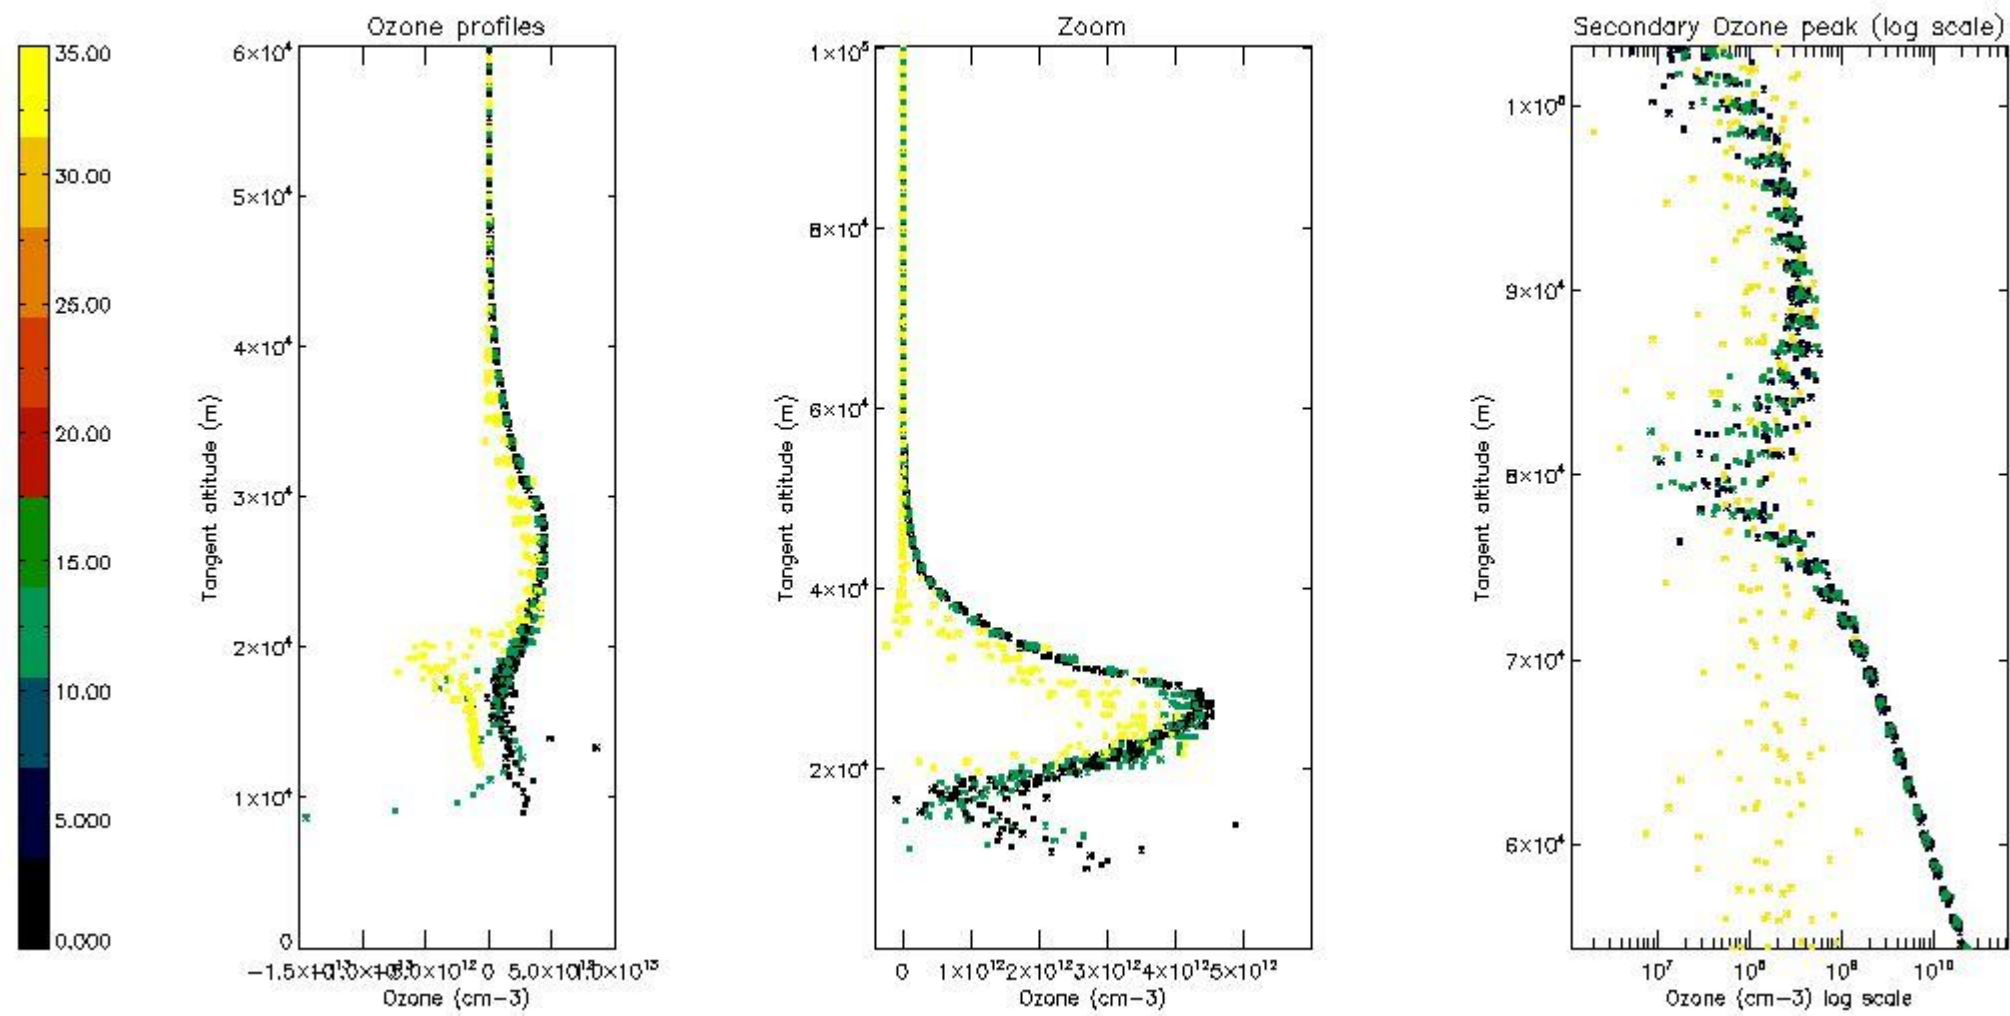 Ozone profiles
Zoom
Secondary Ozone peak (log scale)
35.00
30.00
25.00
20.00
15.00
10.00
5.000
0.000
6×10⁴
5×10⁴
4×10⁴
3×10⁴
2×10⁴
1×10⁴
0
Tangent altitude (m)
0
Ozone (cm-3)
1×10⁵
8×10⁴
6×10⁴
4×10⁴
2×10⁴
Tangent altitude (m)
0 1×10¹² 2×10¹² 3×10¹² 4×10¹² 5×10¹²
Ozone (cm-3)
9×10⁴
8×10⁴
7×10⁴
6×10⁴
Tangent altitude (m)
10⁷ 10⁸ 10⁹ 10¹⁰
Ozone (cm-3) log scale